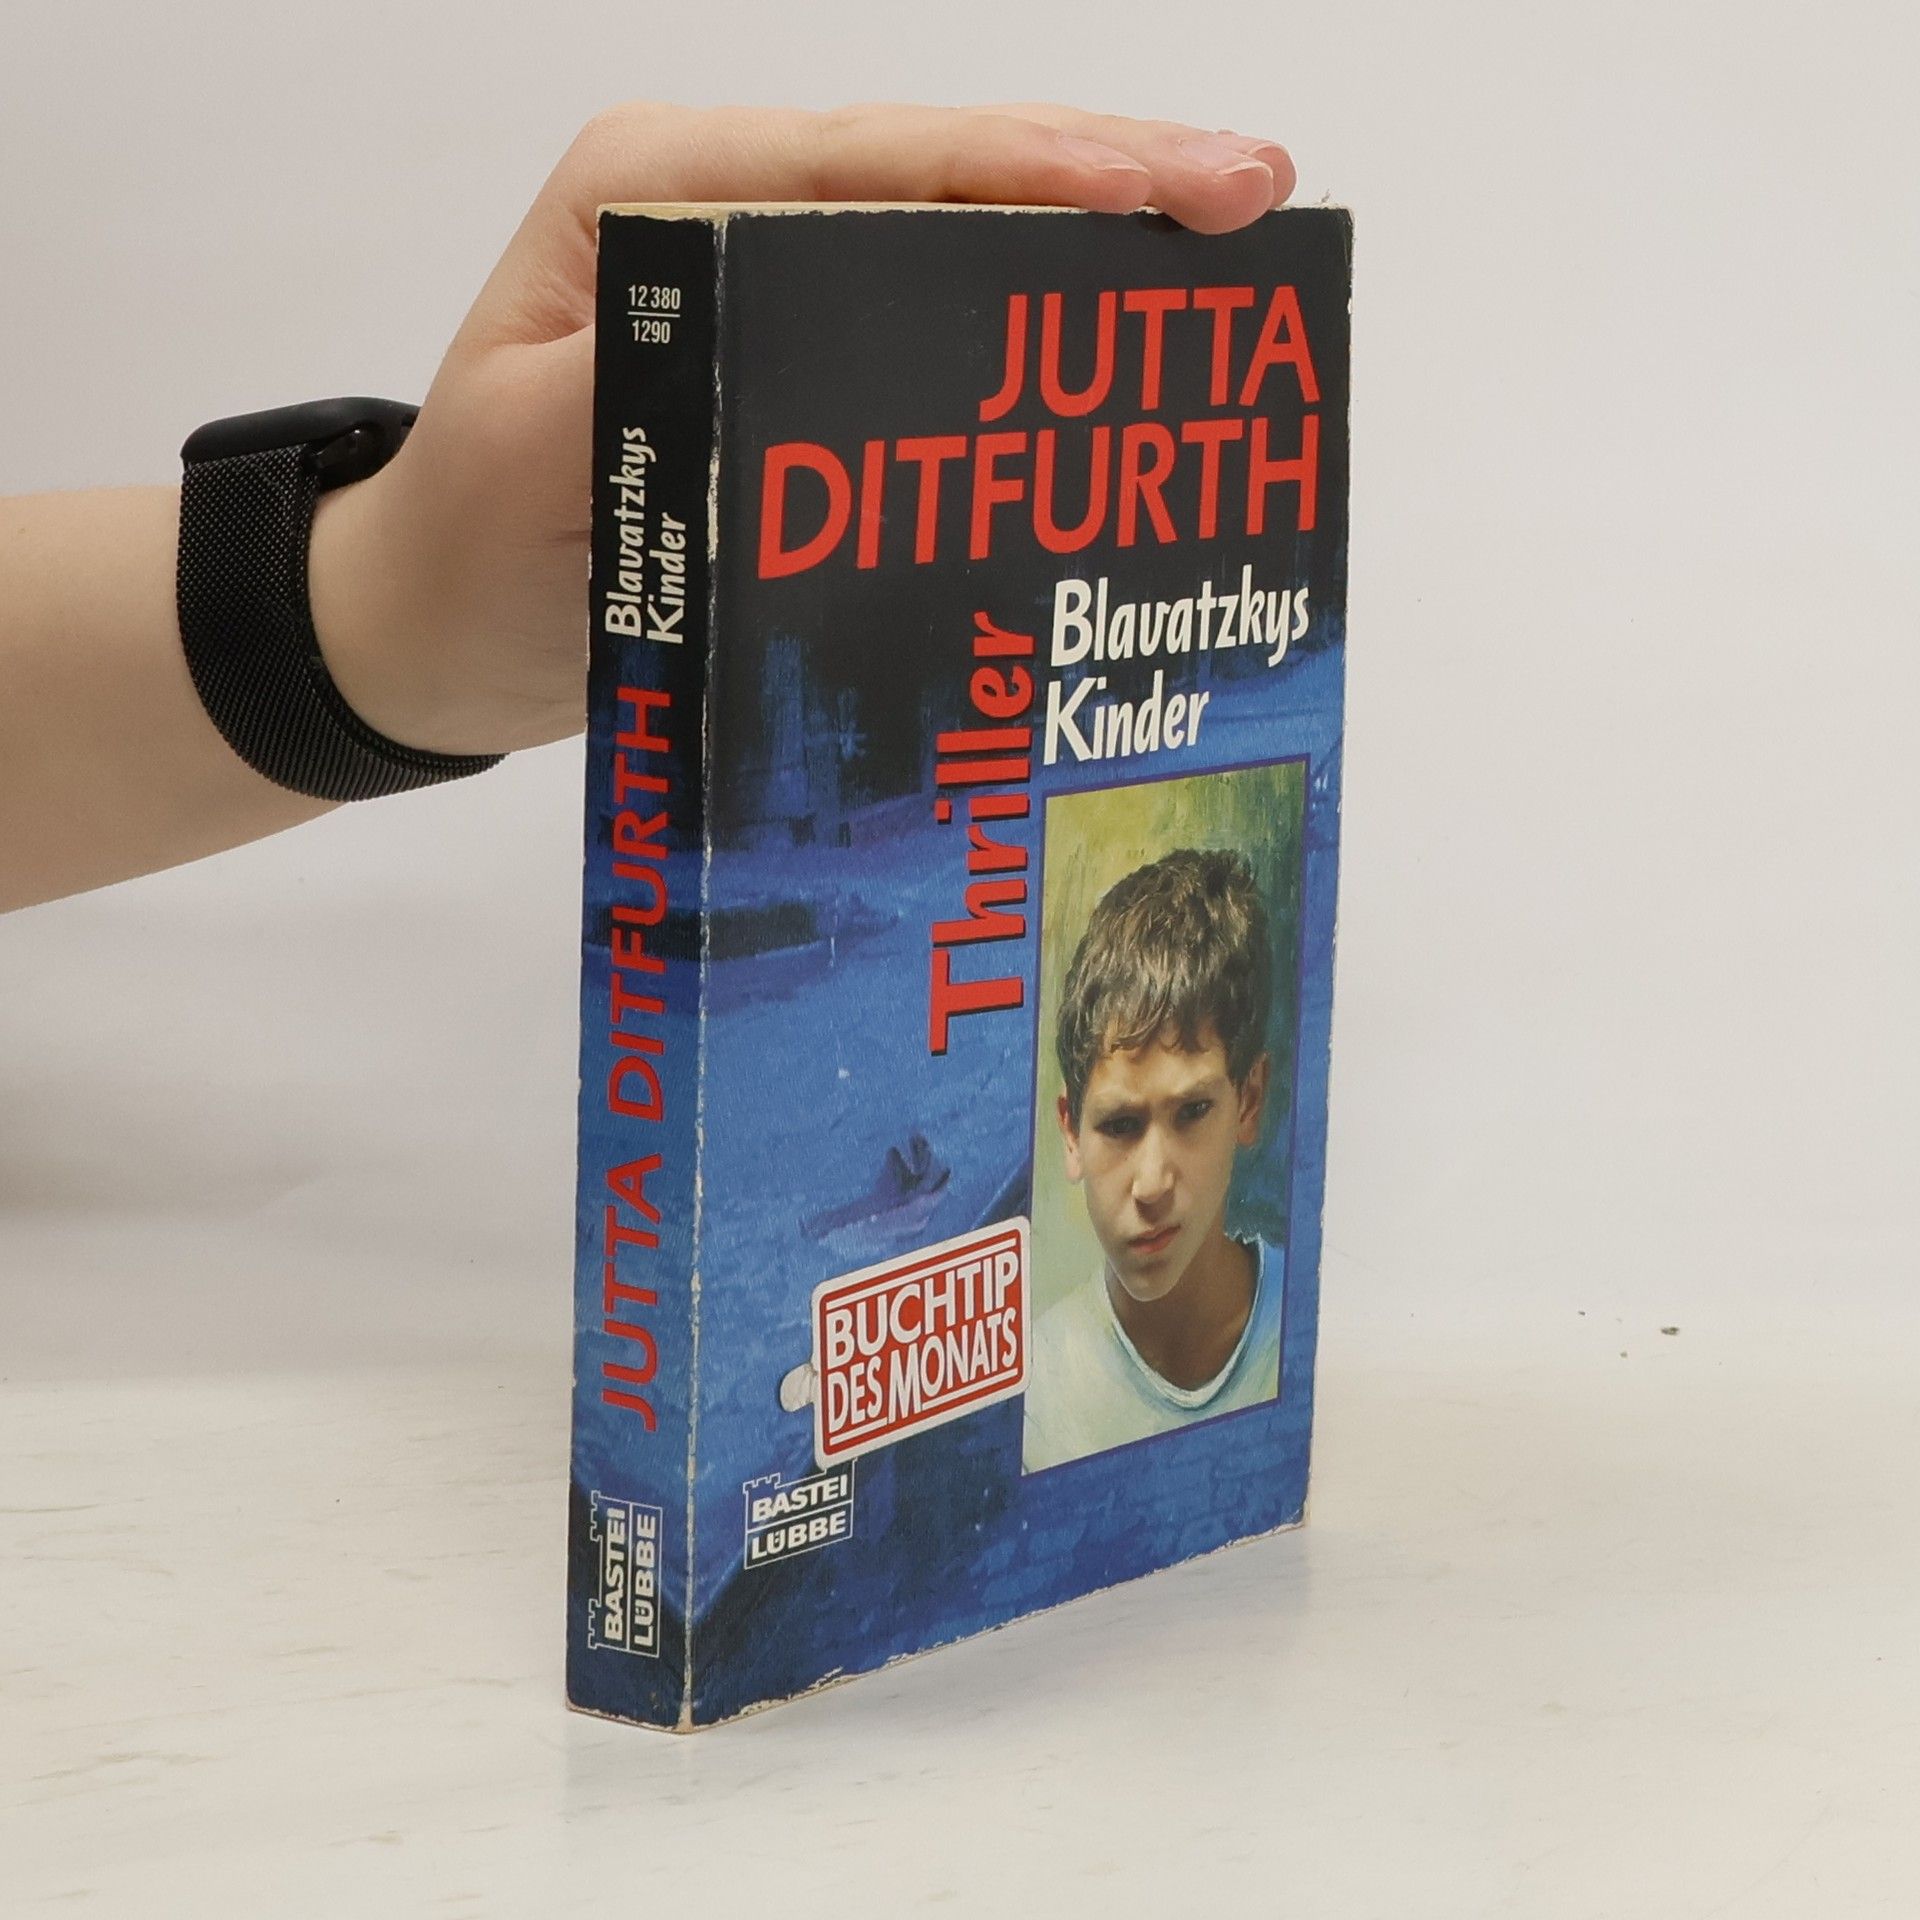 12 380
1290
Blavatzkys
Kinder
JUTTA DITFURTH
BASTEI
LÜBBE
JUTTA
DITFURTH
Thriller
Blavatzkys
Kinder
BUCHTIP
DES MONATS
BASTEI
LÜBBE